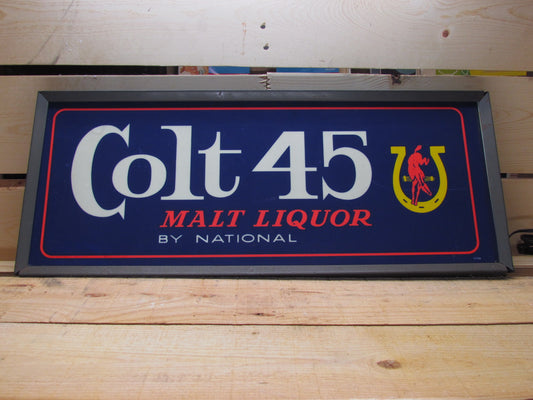 Colt 45
MALT LIQUOR
BY NATIONAL